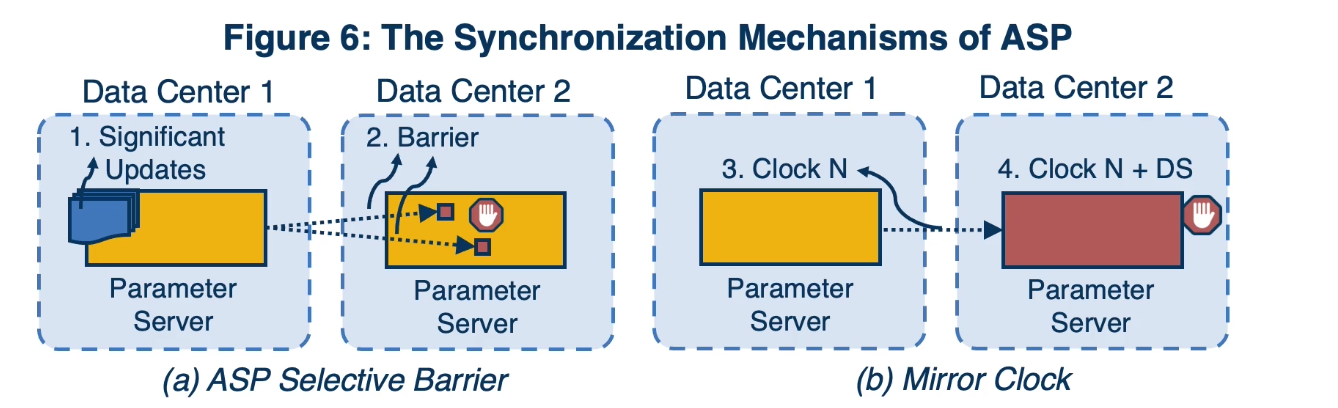 Figure 6: The Synchronization Mechanisms of ASP
Data Center 1
1. Significant
Updates
Parameter
Server
Data Center 2
2. Barrier
Parameter
Server
(a) ASP Selective Barrier
Data Center 1
3. Clock N
Parameter
Server
Data Center 2
4. Clock N + DS
Parameter
Server
(b) Mirror Clock